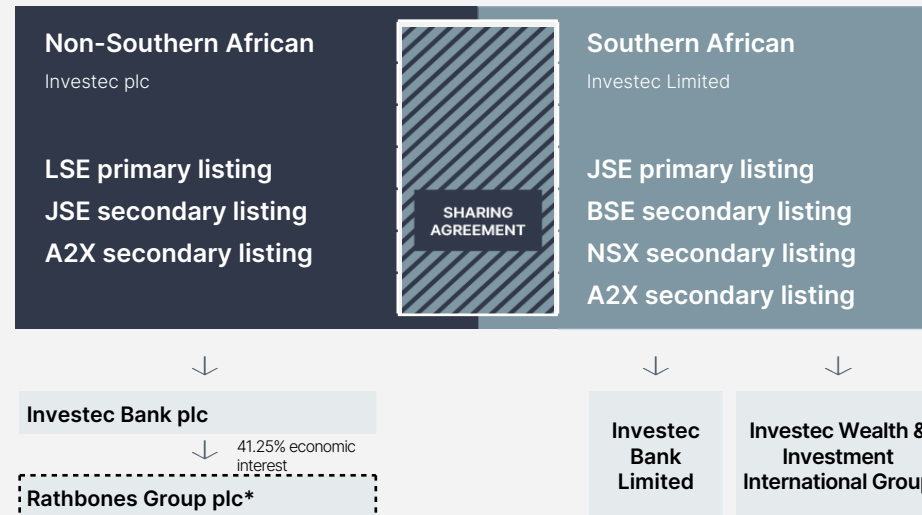 Non-Southern African
Investec plc
LSE primary listing
JSE secondary listing
A2X secondary listing
SHARING
AGREEMENT
Southern African
Investec Limited
JSE primary listing
BSE secondary listing
NSX secondary listing
A2X secondary listing
Investec Bank plc
41.25% economic
interest
Rathbones Group plc*
Investec
Bank
Limited
Investec Wealth &
Investment
International Group